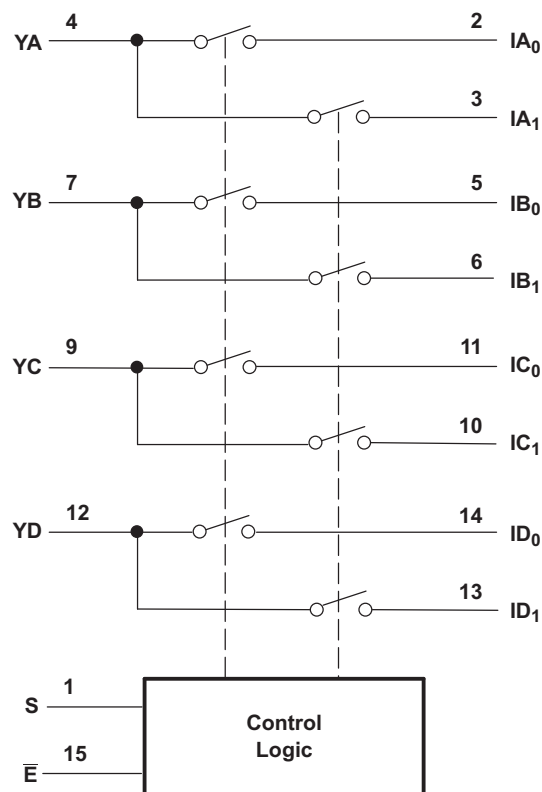 YA 4 2 IA0
3 IA1
YB 7 5 IB0
6 IB1
YC 9 11 IC0
10 IC1
YD 12 14 ID0
13 ID1
S 1
Control
Logic
E̅ 15